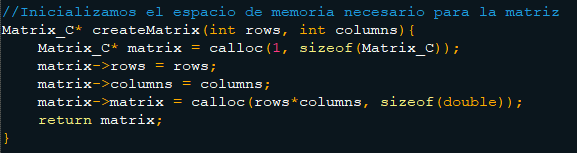 //Inicializamos el espacio de memoria necesario para la matriz
Matrix_C* createMatrix(int rows, int columns){
    Matrix_C* matrix = calloc(1, sizeof(Matrix_C));
    matrix->rows = rows;
    matrix->columns = columns;
    matrix->matrix = calloc(rows*columns, sizeof(double));
    return matrix;
}